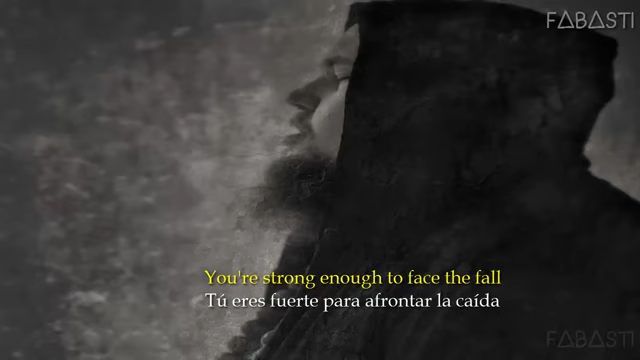 FABASTI
You're strong enough to face the fall
Tú eres fuerte para afrontar la caída
FABASTI